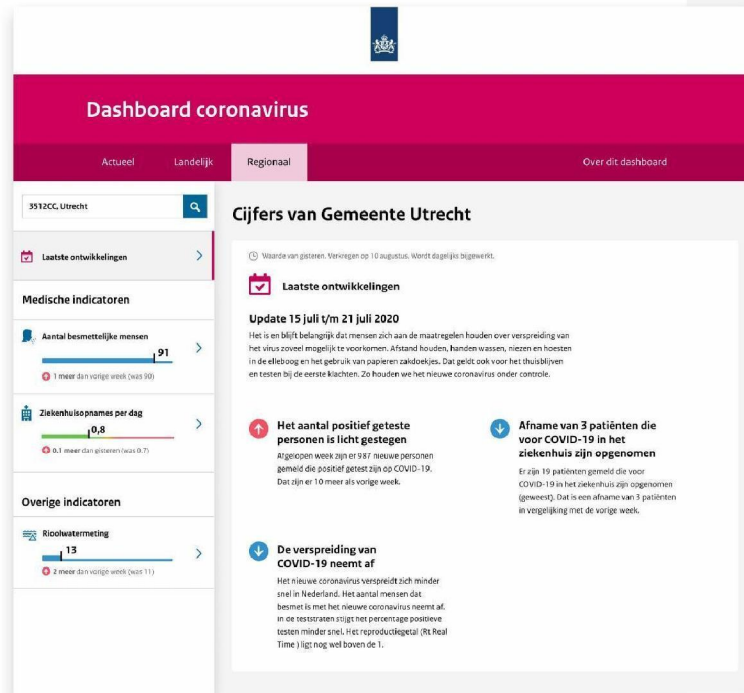 Dashboard coronavirus
Actueel
Landelijk
Regionaal
Over dit dashboard
3512CC, Utrecht
Laatste ontwikkelingen
Medische indicatoren
Aantal besmettelijke mensen
91
1 meer dan vorige week (was 90)
Ziekenhuisopnames per dag
0,8
0.1 meer dan gisteren (was 0.7)
Overige indicatoren
Rioolwatermeting
13
2 meer dan vorige week (was 11)
Cijfers van Gemeente Utrecht
Waarde van gisteren. Verkregen op 10 augustus. Wordt dagelijks bijgewerkt.
Laatste ontwikkelingen
Update 15 juli t/m 21 juli 2020
Het is en blijft belangrijk dat mensen zich aan de maatregelen houden over verspreiding van
het virus zoveel mogelijk te voorkomen. Afstand houden, handen wassen, niezen en hoesten
in de elleboog en het gebruik van papieren zakdoekjes. Dat geldt ook voor het thuisblijven
en testen bij de eerste klachten. Zo houden we het nieuwe coronavirus onder controle.
Het aantal positief geteste
personen is licht gestegen
Afgelopen week zijn er 987 nieuwe personen
gemeld die positief getest zijn op COVID-19.
Dat zijn er 10 meer als vorige week.
Afname van 3 patiënten die
voor COVID-19 in het
ziekenhuis zijn opgenomen
Er zijn 19 patiënten gemeld die voor
COVID-19 in het ziekenhuis zijn opgenomen
(geweest). Dat is een afname van 3 patiënten
in vergelijking met de vorige week.
De verspreiding van
COVID-19 neemt af
Het nieuwe coronavirus verspreidt zich minder
snel in Nederland. Het aantal mensen dat
besmet is met het nieuwe coronavirus neemt af.
in de teststraten stijgt het percentage positieve
testen minder snel. Het reproductiegetal (Rt Real
Time ) ligt nog wel boven de 1.